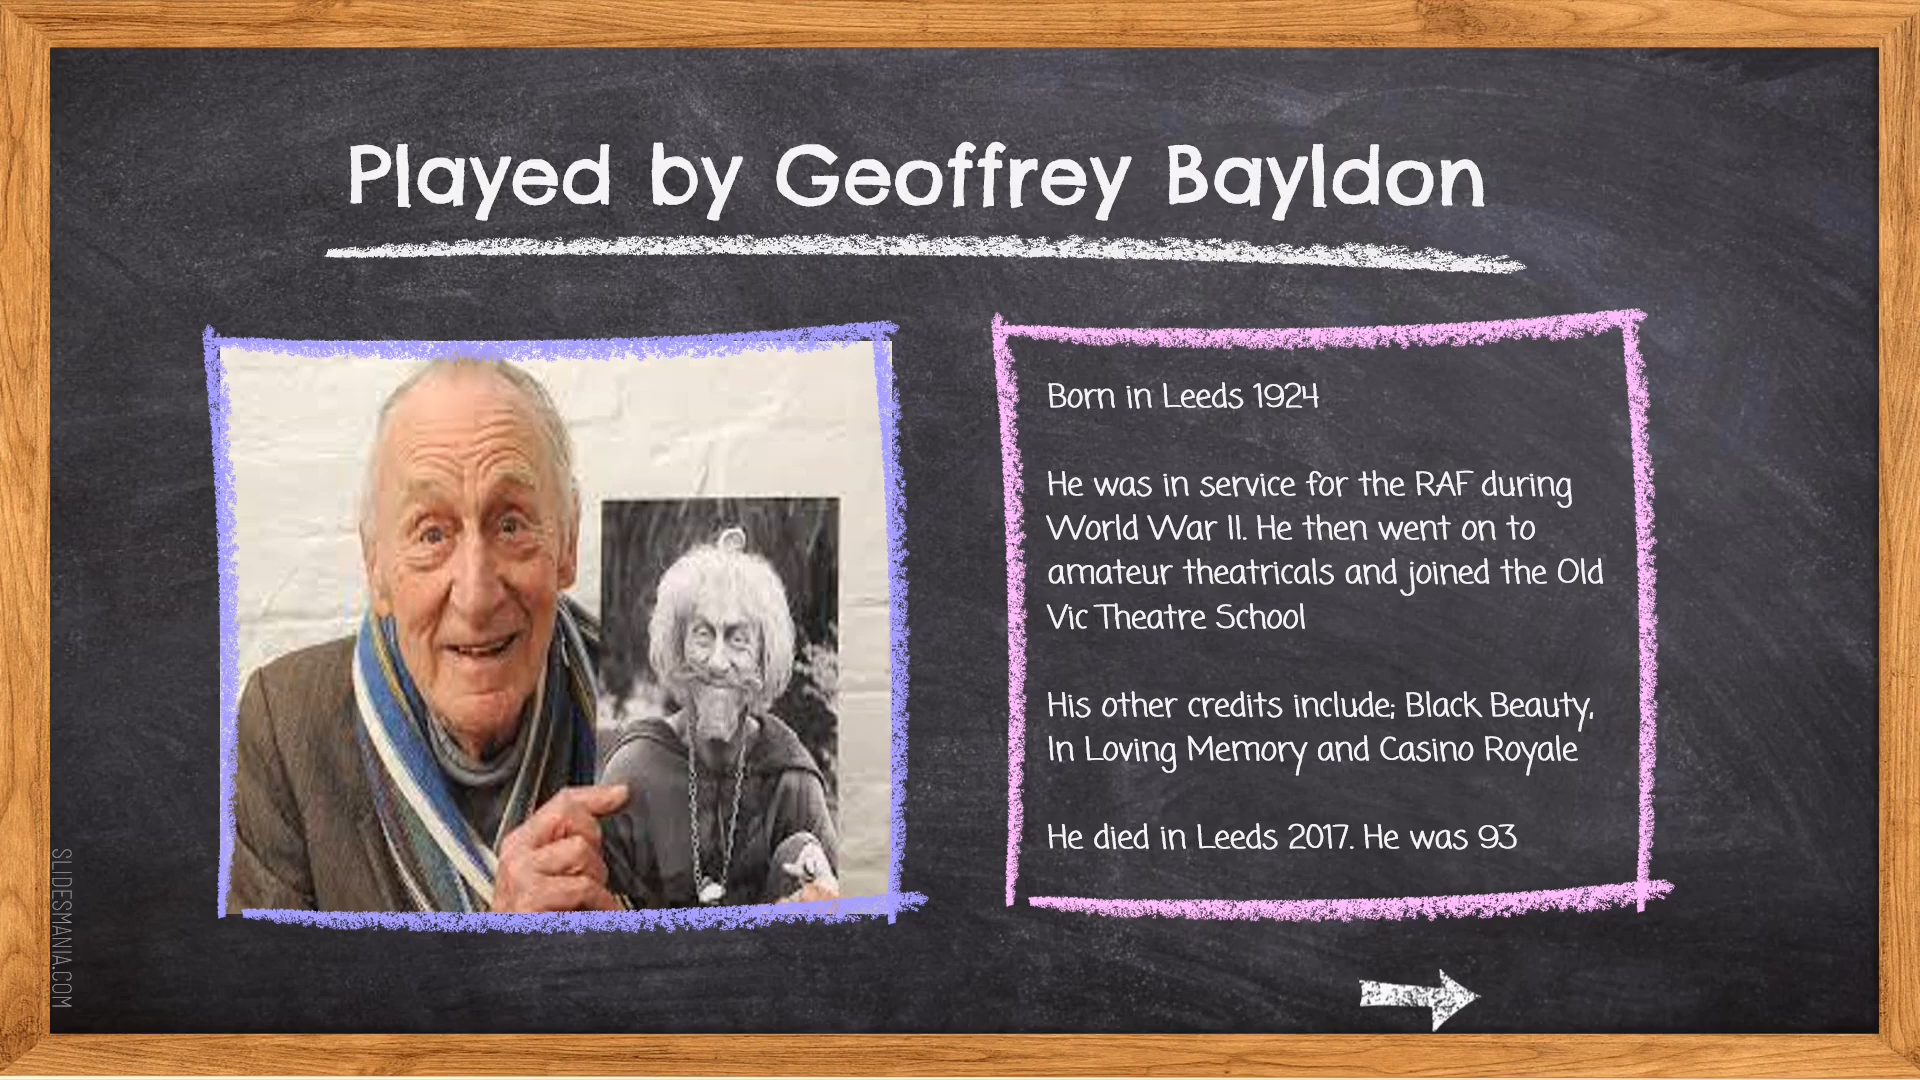 Played by Geoffrey Bayldon
Born in Leeds 1924
He was in service for the RAF during
World War II. He then went on to
amateur theatricals and joined the Old
Vic Theatre School
His other credits include; Black Beauty,
In Loving Memory and Casino Royale
He died in Leeds 2017. He was 93
SLIDESMANIA.COM